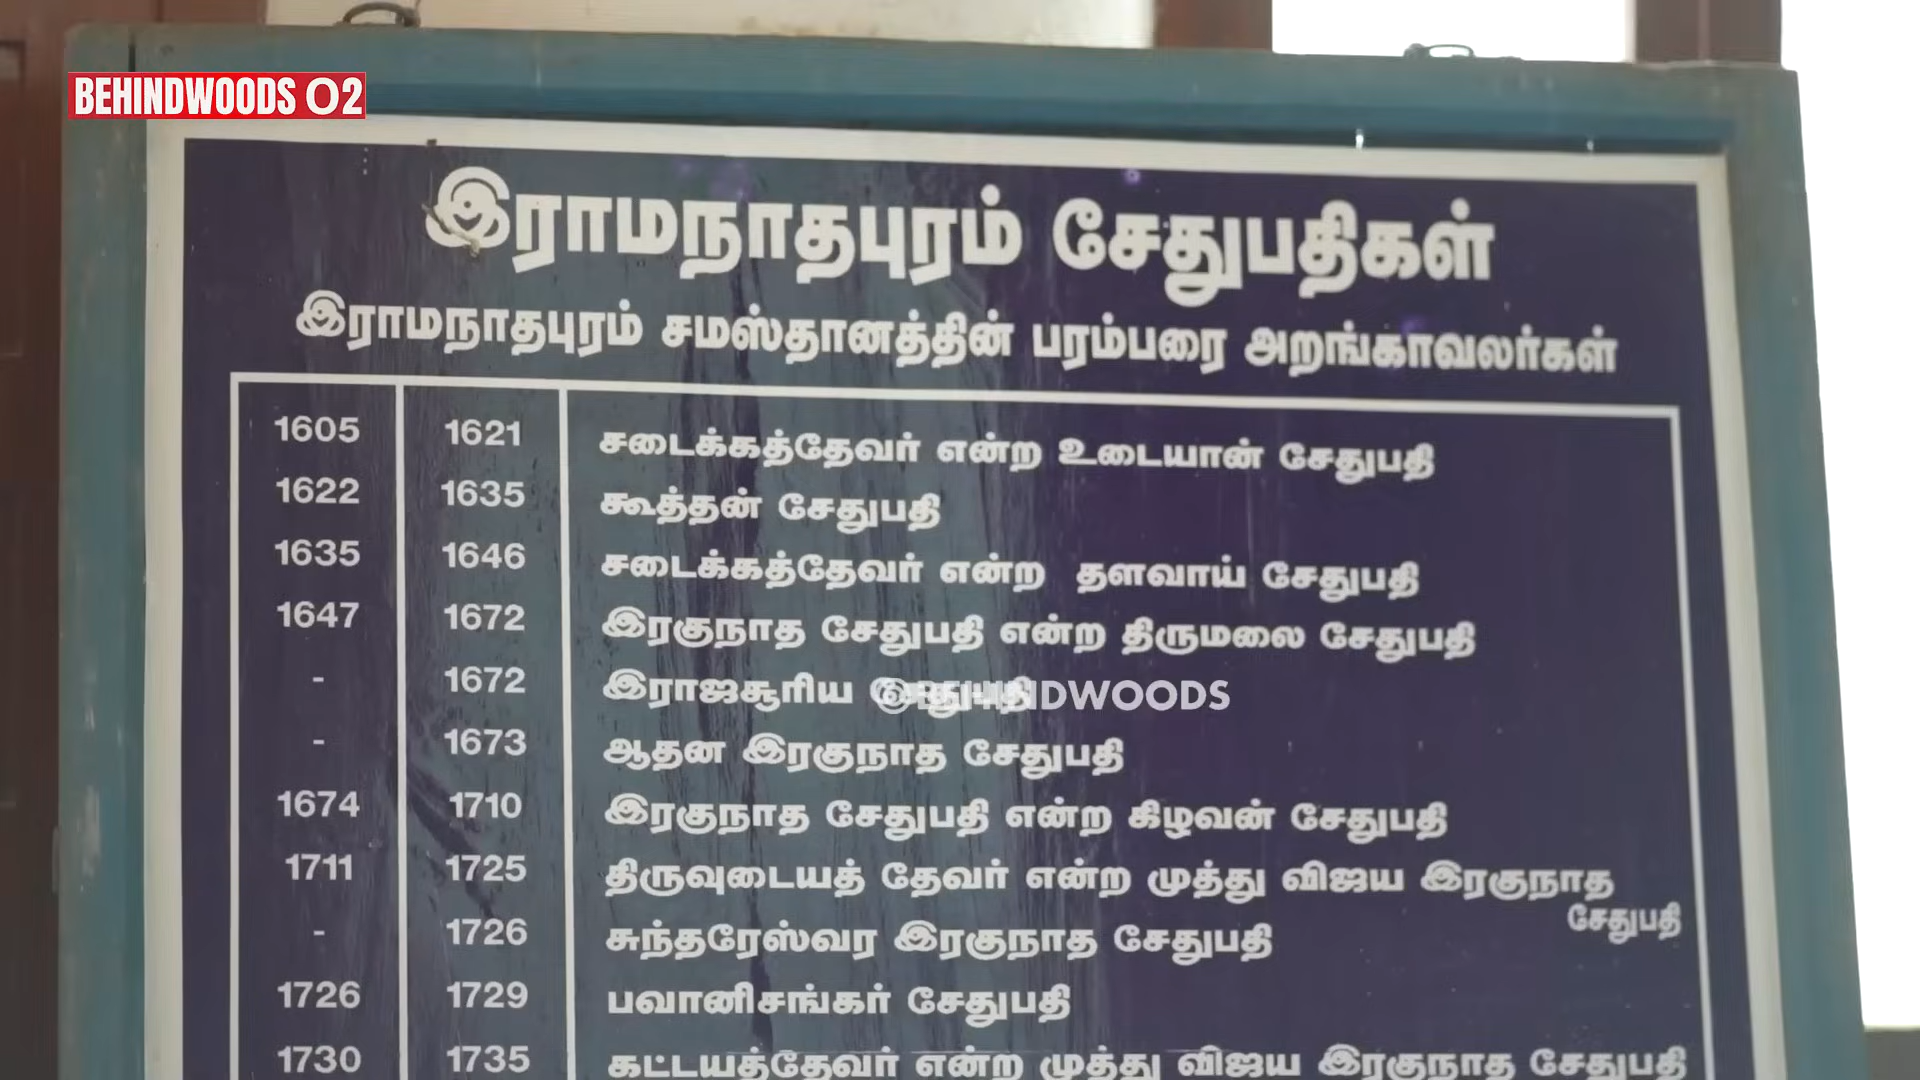 BEHINDWOODS O2
இராமநாதபுரம் சேதுபதிகள்
இராமநாதபுரம் சமஸ்தானத்தின் பரம்பரை அறங்காவலர்கள்
1605 1621 சடைக்கத்தேவர் என்ற உடையான் சேதுபதி
1622 1635 கூத்தன் சேதுபதி
1635 1646 சடைக்கத்தேவர் என்ற தளவாய் சேதுபதி
1647 1672 இரகுநாத சேதுபதி என்ற திருமலை சேதுபதி
- 1672 இராஜசூரிய சேதுபதி
@BEHINDWOODS
- 1673 ஆதன இரகுநாத சேதுபதி
1674 1710 இரகுநாத சேதுபதி என்ற கிழவன் சேதுபதி
1711 1725 திருவுடையத் தேவர் என்ற முத்து விஜய இரகுநாத
சேதுபதி
- 1726 சுந்தரேஸ்வர இரகுநாத சேதுபதி
1726 1729 பவானிசங்கர் சேதுபதி
1730 1735 கட்டயத்தேவர் என்ற முத்து விஜய இரகுநாத சேதுபதி